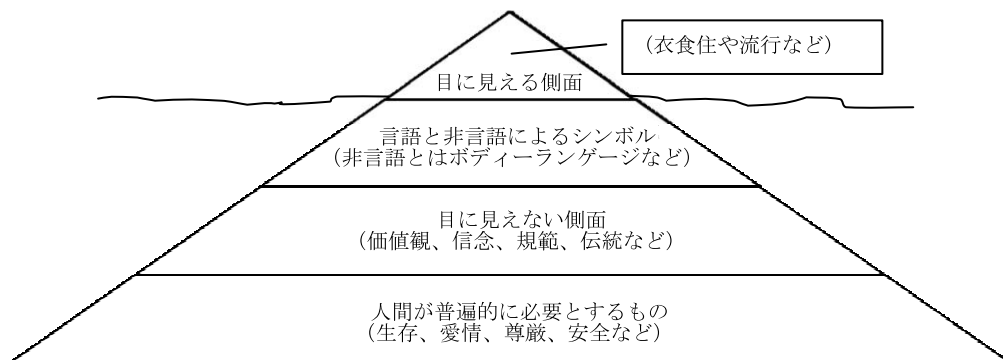 （衣食住や流行など）
目に見える側面
言語と非言語によるシンボル
（非言語とはボディーランゲージなど）
目に見えない側面
（価値観、信念、規範、伝統など）
人間が普遍的に必要とするもの
（生存、愛情、尊厳、安全など）